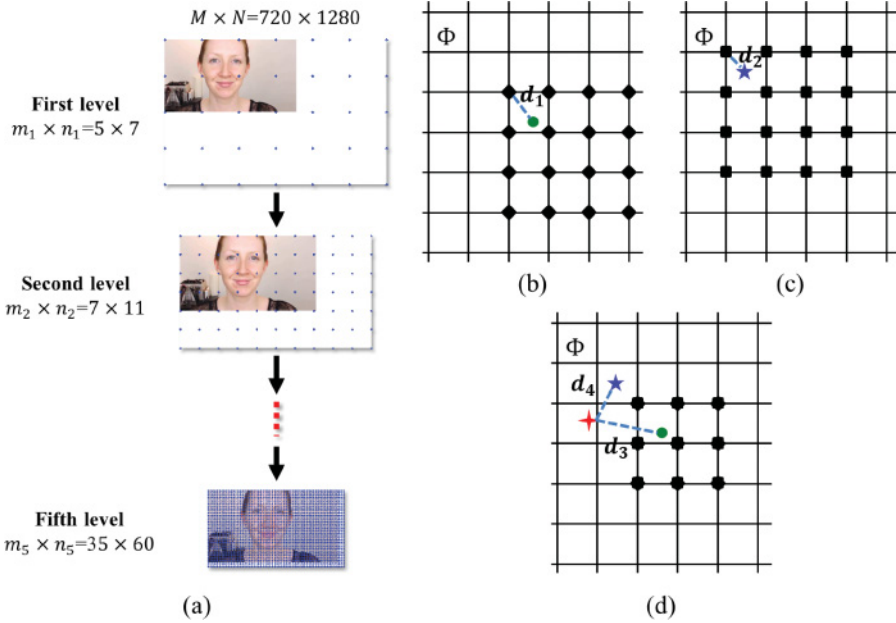 M × N=720 × 1280
First level
m₁ × n₁=5 × 7
Second level
m₂ × n₂=7 × 11
Fifth level
m₅ × n₅=35 × 60
(a)
Φ
d₁
(b)
Φ
d₂
(c)
Φ
d₄
d₃
(d)